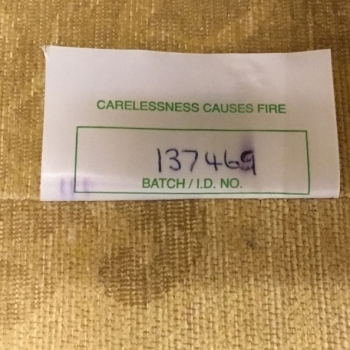 CARELESSNESS CAUSES FIRE
137469
BATCH / I.D. NO.